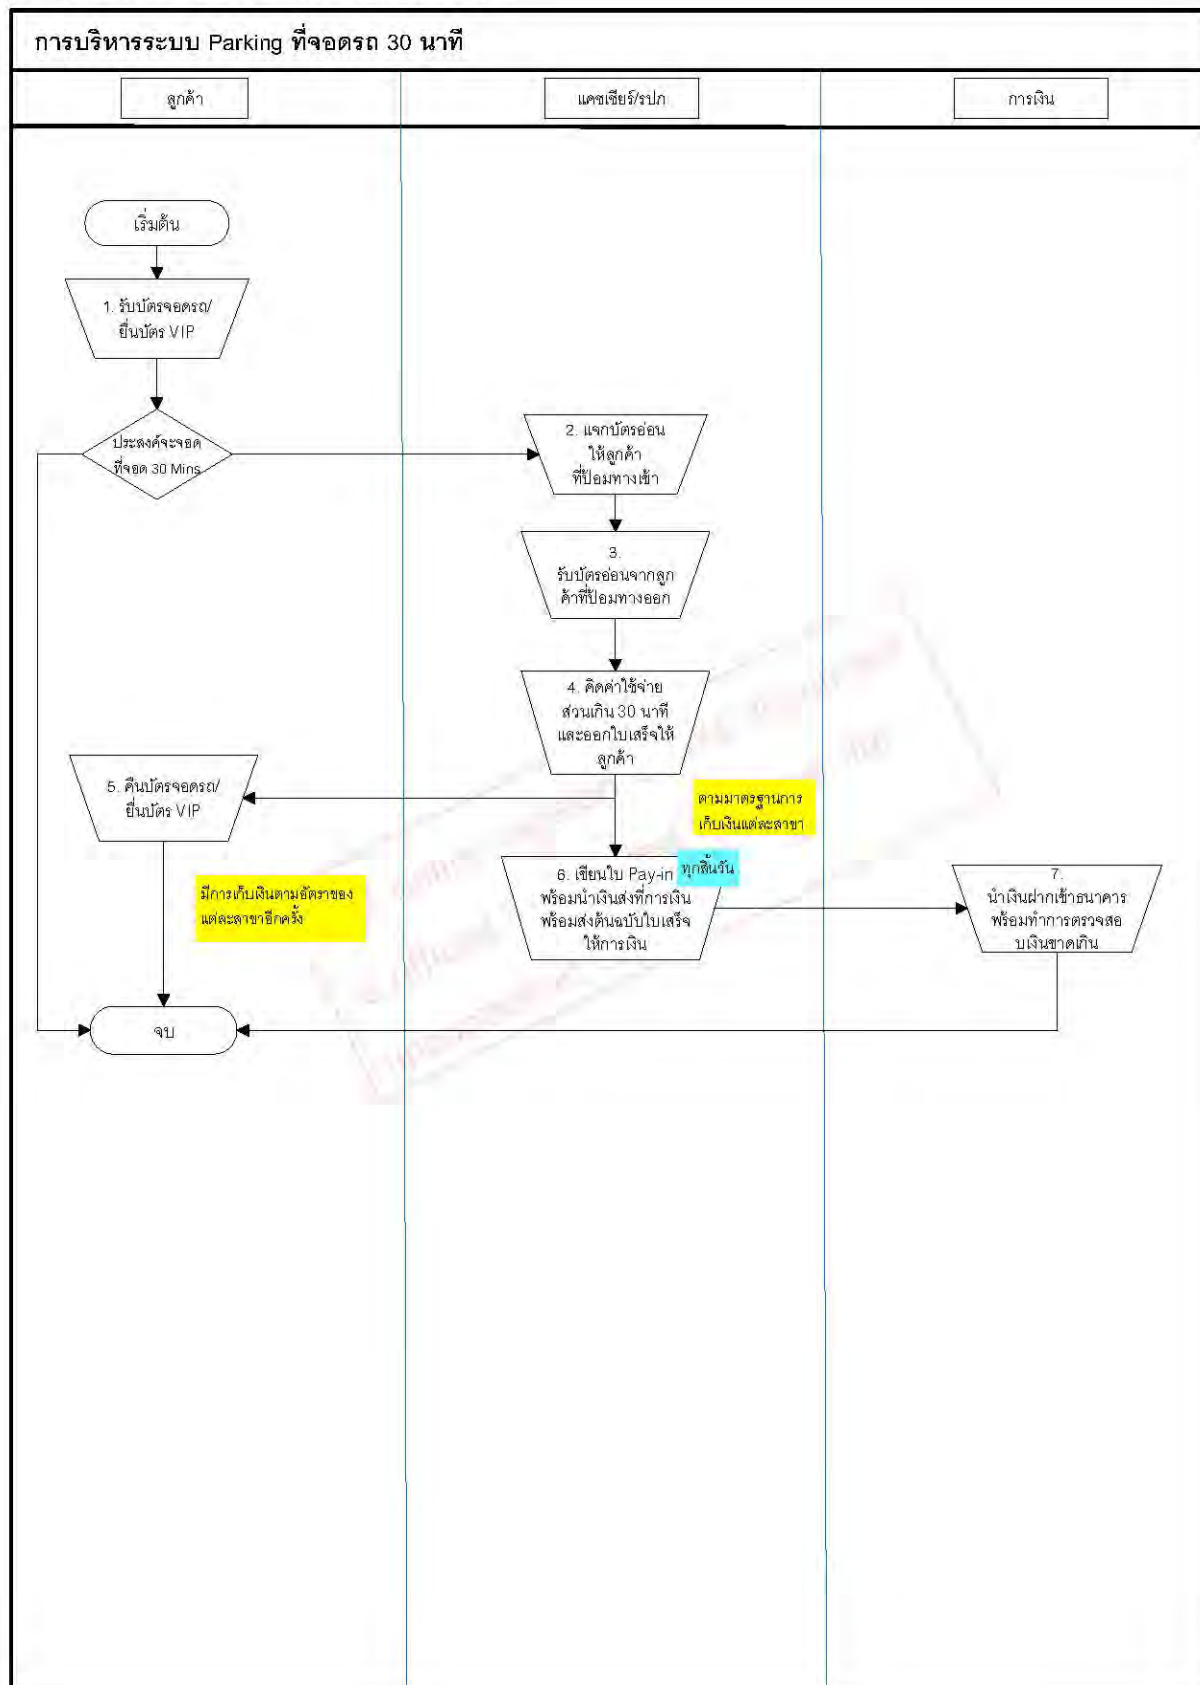 การบริหารระบบ Parking ที่จอดรถ 30 นาที
ลูกค้า
แคชเชียร์/รปภ
การเงิน
เริ่มต้น
1. รับบัตรจอดรถ/
ยื่นบัตร VIP
ประสงค์จะจอด
ที่จอด 30 Mins
2. แจกบัตรอ่อน
ให้ลูกค้า
ที่ป้อมทางเข้า
3.
รับบัตรอ่อนจากลูก
ค้าที่ป้อมทางออก
4. คิดค่าใช้จ่าย
ส่วนเกิน 30 นาที
และออกใบเสร็จให้
ลูกค้า
5. คืนบัตรจอดรถ/
ยื่นบัตร VIP
ตามมาตรฐานการ
เก็บเงินแต่ละสาขา
มีการเก็บเงินตามอัตราของ
แต่ละสาขาอีกครั้ง
6. เขียนใบ Pay-in
พร้อมนำเงินส่งที่การเงิน
พร้อมส่งต้นฉบับใบเสร็จ
ให้การเงิน
ทุกสิ้นวัน
7.
นำเงินฝากเข้าธนาคาร
พร้อมทำการตรวจสอ
บเงินขาดเกิน
จบ